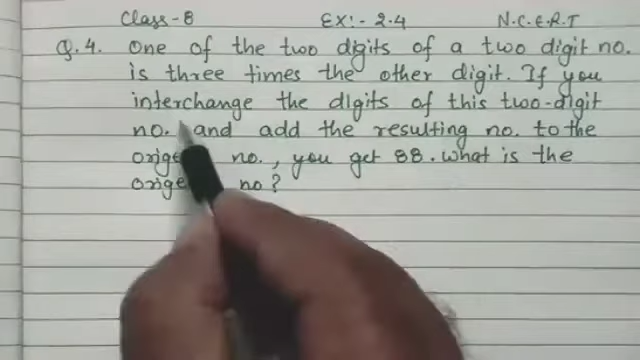 Class-8 EX:- 2.4 N.C.E.R.T
Q.4. One of the two digits of a two digit no.
is three times the other digit. If you
interchange the digits of this two-digit
no. and add the resulting no. to the
no., you get 88. what is the
no?